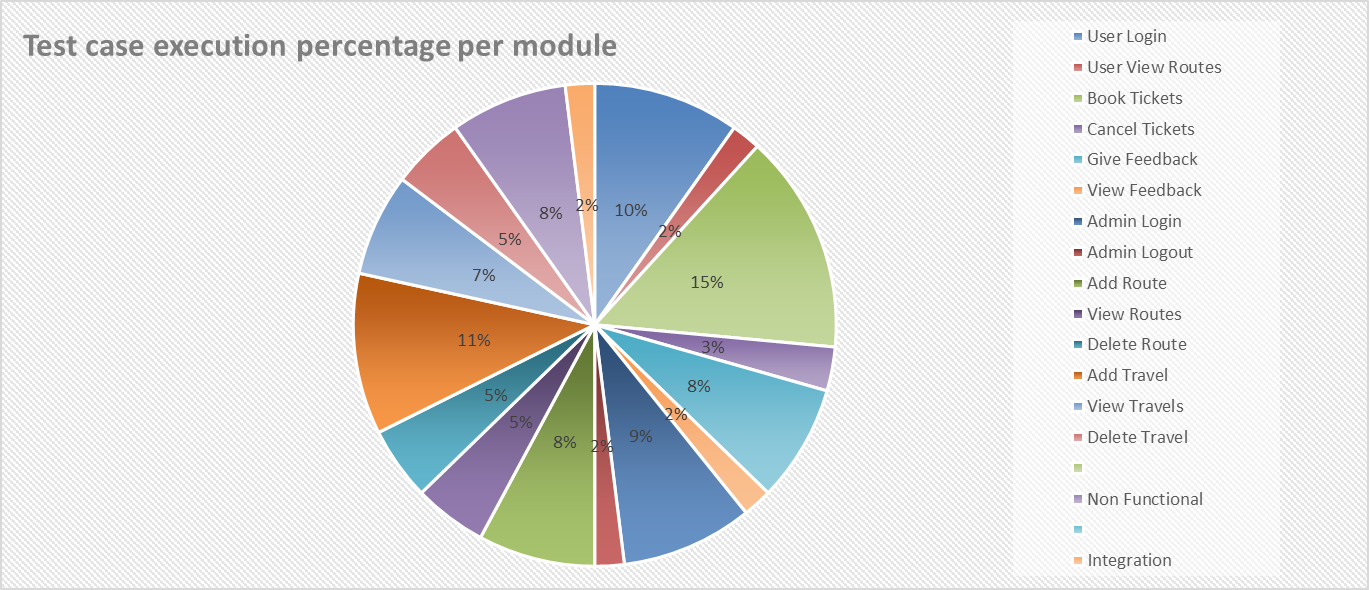 Test case execution percentage per module
10%
2%
15%
3%
8%
2%
9%
2%
8%
5%
5%
11%
7%
5%
8%
2%
User Login
User View Routes
Book Tickets
Cancel Tickets
Give Feedback
View Feedback
Admin Login
Admin Logout
Add Route
View Routes
Delete Route
Add Travel
View Travels
Delete Travel
Non Functional
Integration